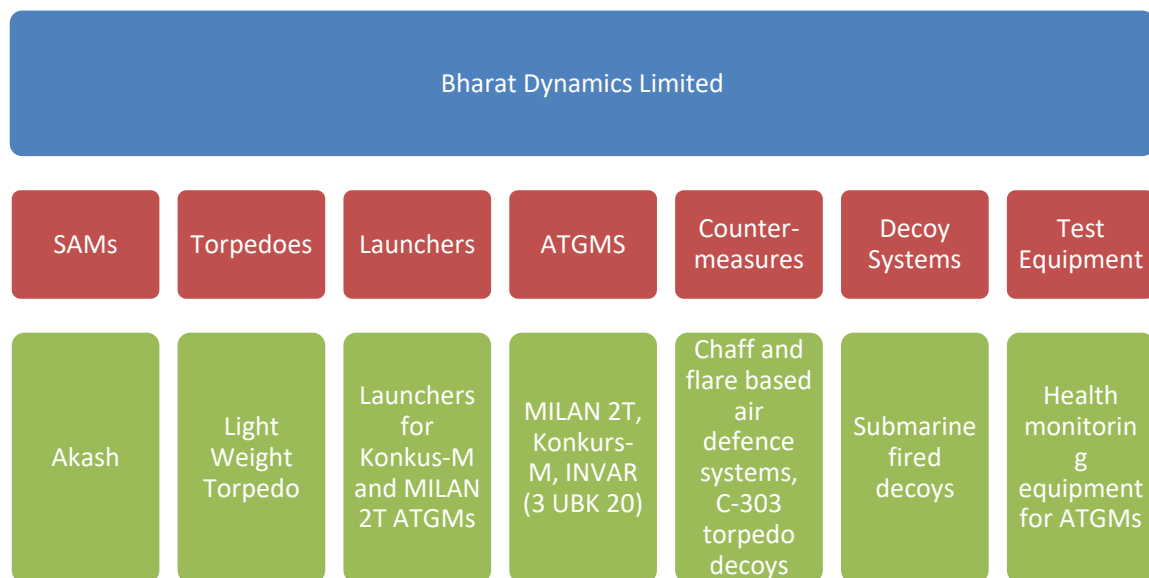 Bharat Dynamics Limited
SAMs
Torpedoes
Launchers
ATGMS
Counter-
measures
Decoy
Systems
Test
Equipment
Akash
Light
Weight
Torpedo
Launchers
for
Konkus-M
and MILAN
2T ATGMs
MILAN 2T,
Konkurs-
M, INVAR
(3 UBK 20)
Chaff and
flare based
air
defence
systems,
C-303
torpedo
decoys
Submarine
fired
decoys
Health
monitorin
g
equipment
for ATGMs